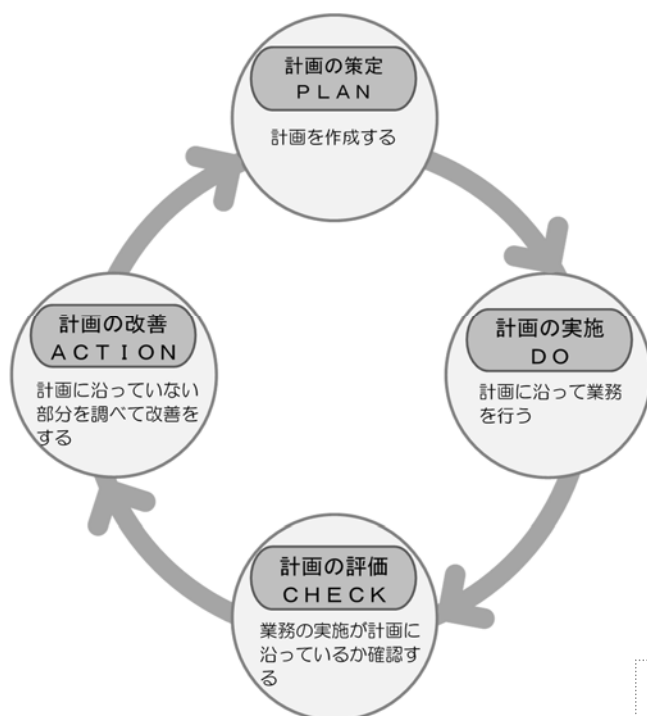 計画の策定
ＰＬＡＮ
計画を作成する
計画の実施
ＤＯ
計画に沿って業務
を行う
計画の評価
ＣＨＥＣＫ
業務の実施が計画に
沿っているか確認す
る
計画の改善
ＡＣＴＩＯＮ
計画に沿っていない
部分を調べて改善を
する